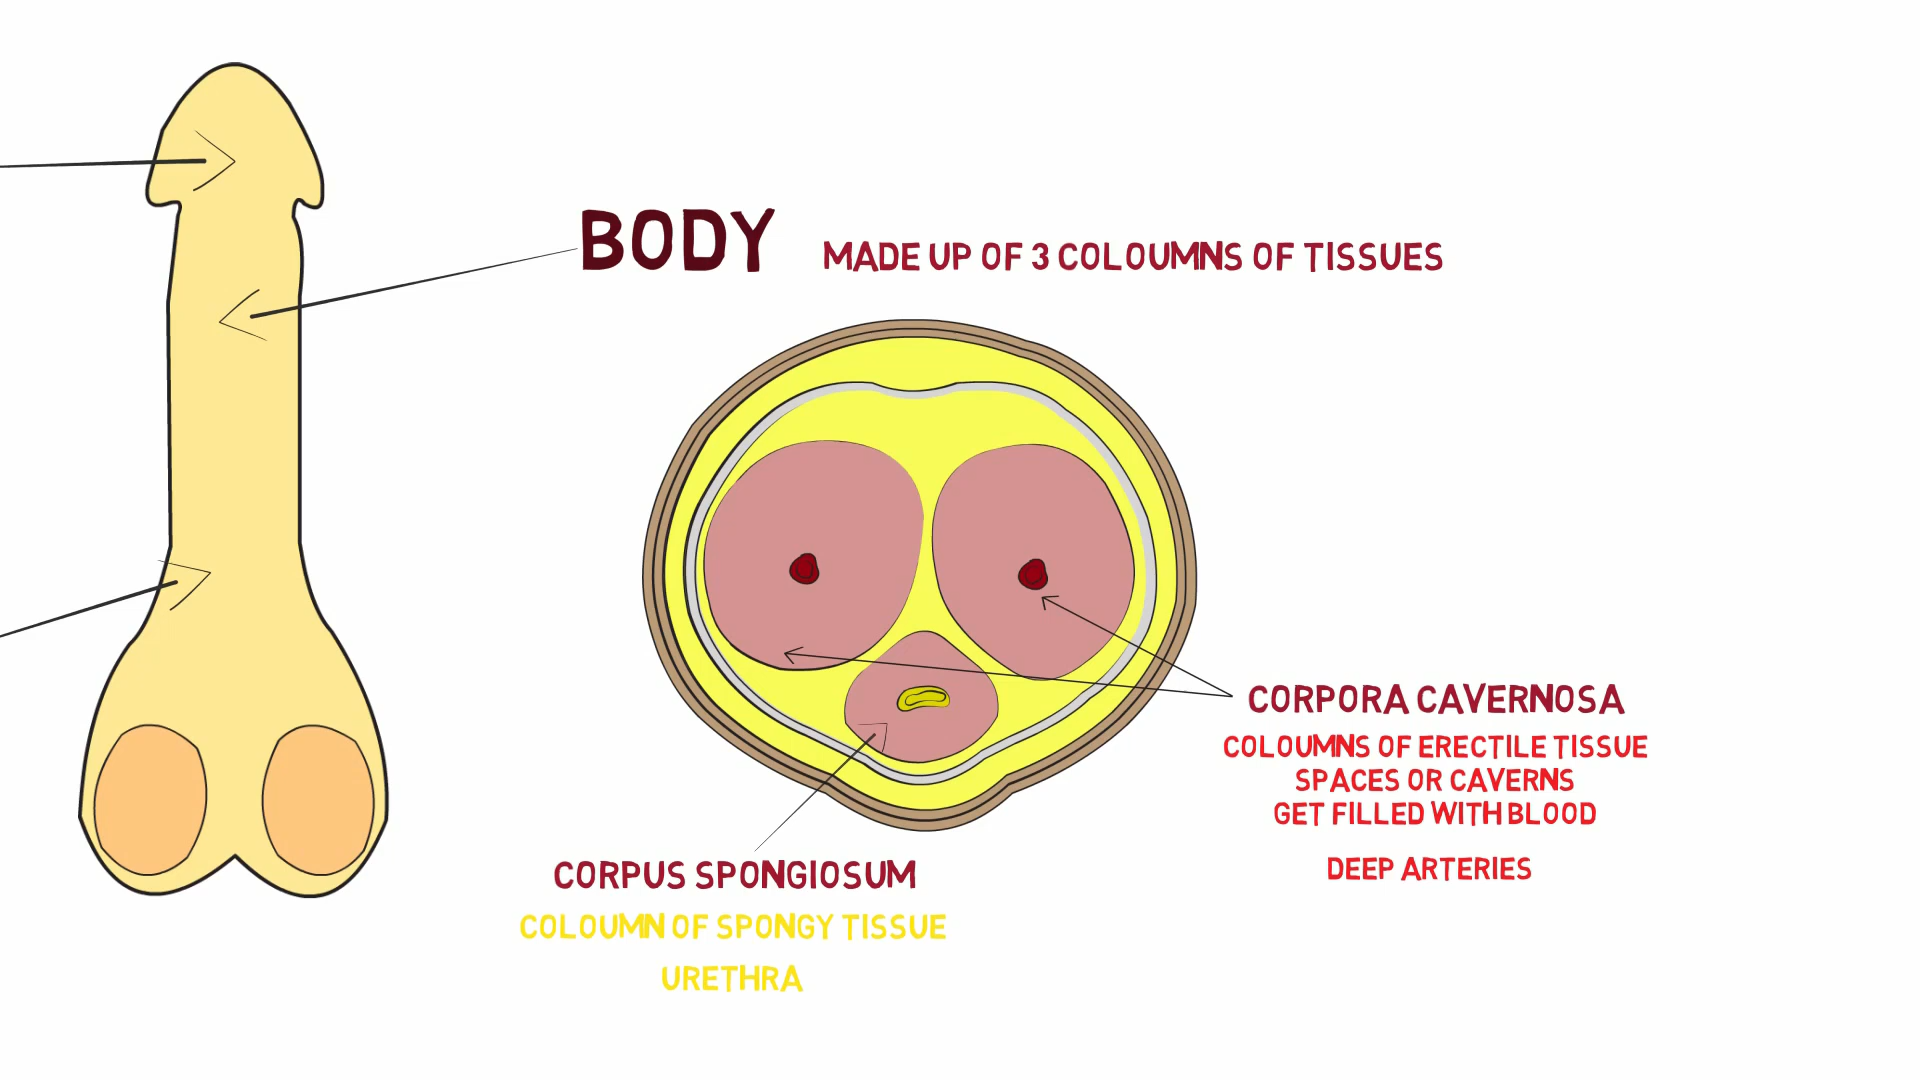 BODY
MADE UP OF 3 COLOUMNS OF TISSUES
CORPORA CAVERNOSA
COLOUMNS OF ERECTILE TISSUE
SPACES OR CAVERNS
GET FILLED WITH BLOOD
DEEP ARTERIES
CORPUS SPONGIOSUM
COLOUMN OF SPONGY TISSUE
URETHRA